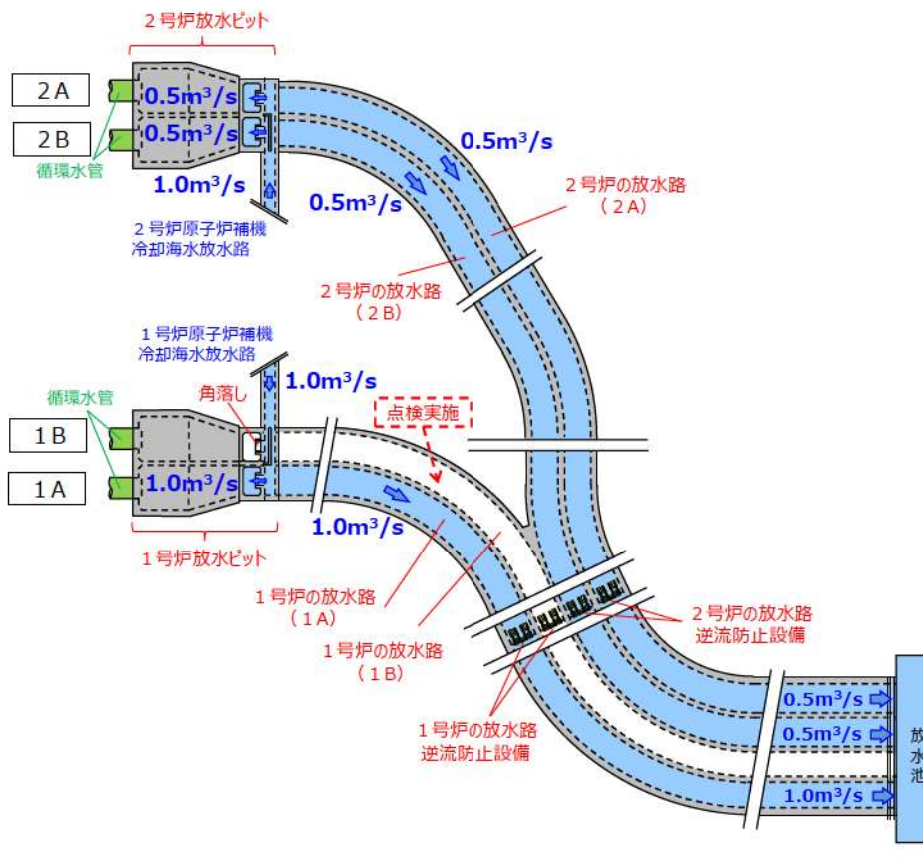 2号炉放水ピット
2A
2B
循環水管
0.5m³/s
0.5m³/s
1.0m³/s
2号炉原子炉補機
冷却海水放水路
0.5m³/s
0.5m³/s
2号炉の放水路
(2A)
2号炉の放水路
(2B)
1号炉原子炉補機
冷却海水放水路
1.0m³/s
循環水管
角落し
点検実施
1B
1A
1.0m³/s
1.0m³/s
1号炉放水ピット
1号炉の放水路
(1A)
1号炉の放水路
(1B)
2号炉の放水路
逆流防止設備
1号炉の放水路
逆流防止設備
0.5m³/s
0.5m³/s
1.0m³/s
放
水
池